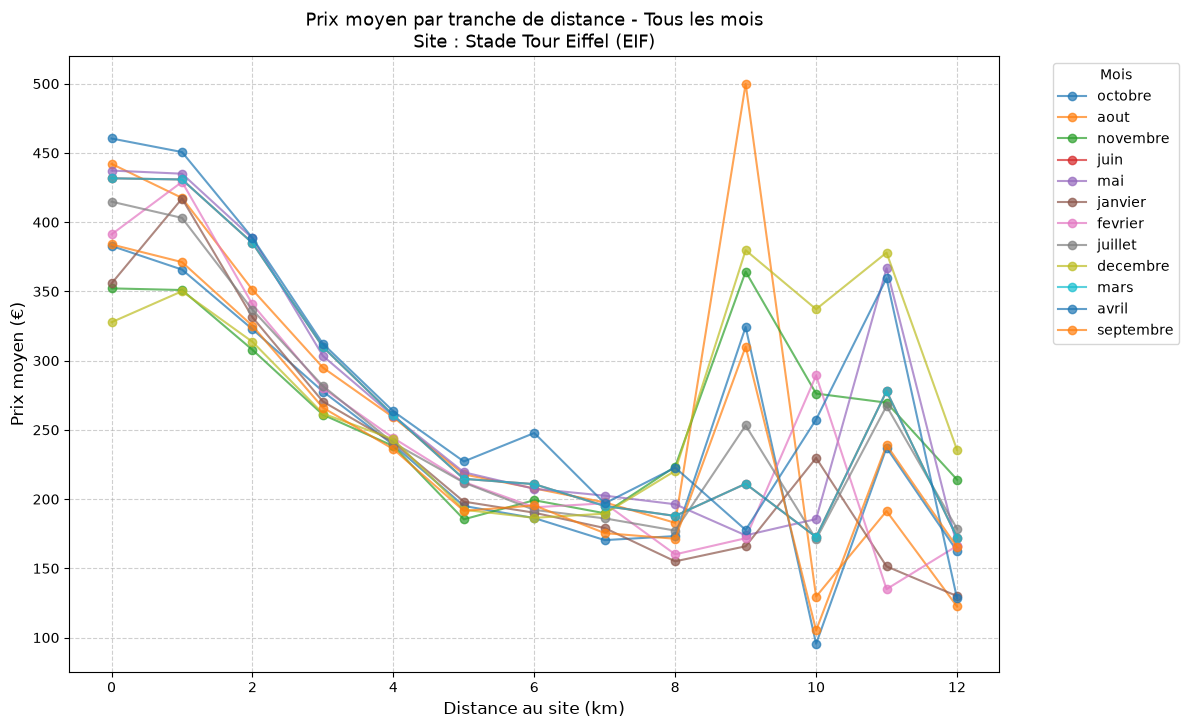 Prix moyen par tranche de distance - Tous les mois
Site : Stade Tour Eiffel (EIF)
Prix moyen (€)
500
450
400
350
300
250
200
150
100
0
2
4
6
8
10
12
Distance au site (km)
Mois
octobre
aout
novembre
juin
mai
janvier
fevrier
juillet
decembre
mars
avril
septembre